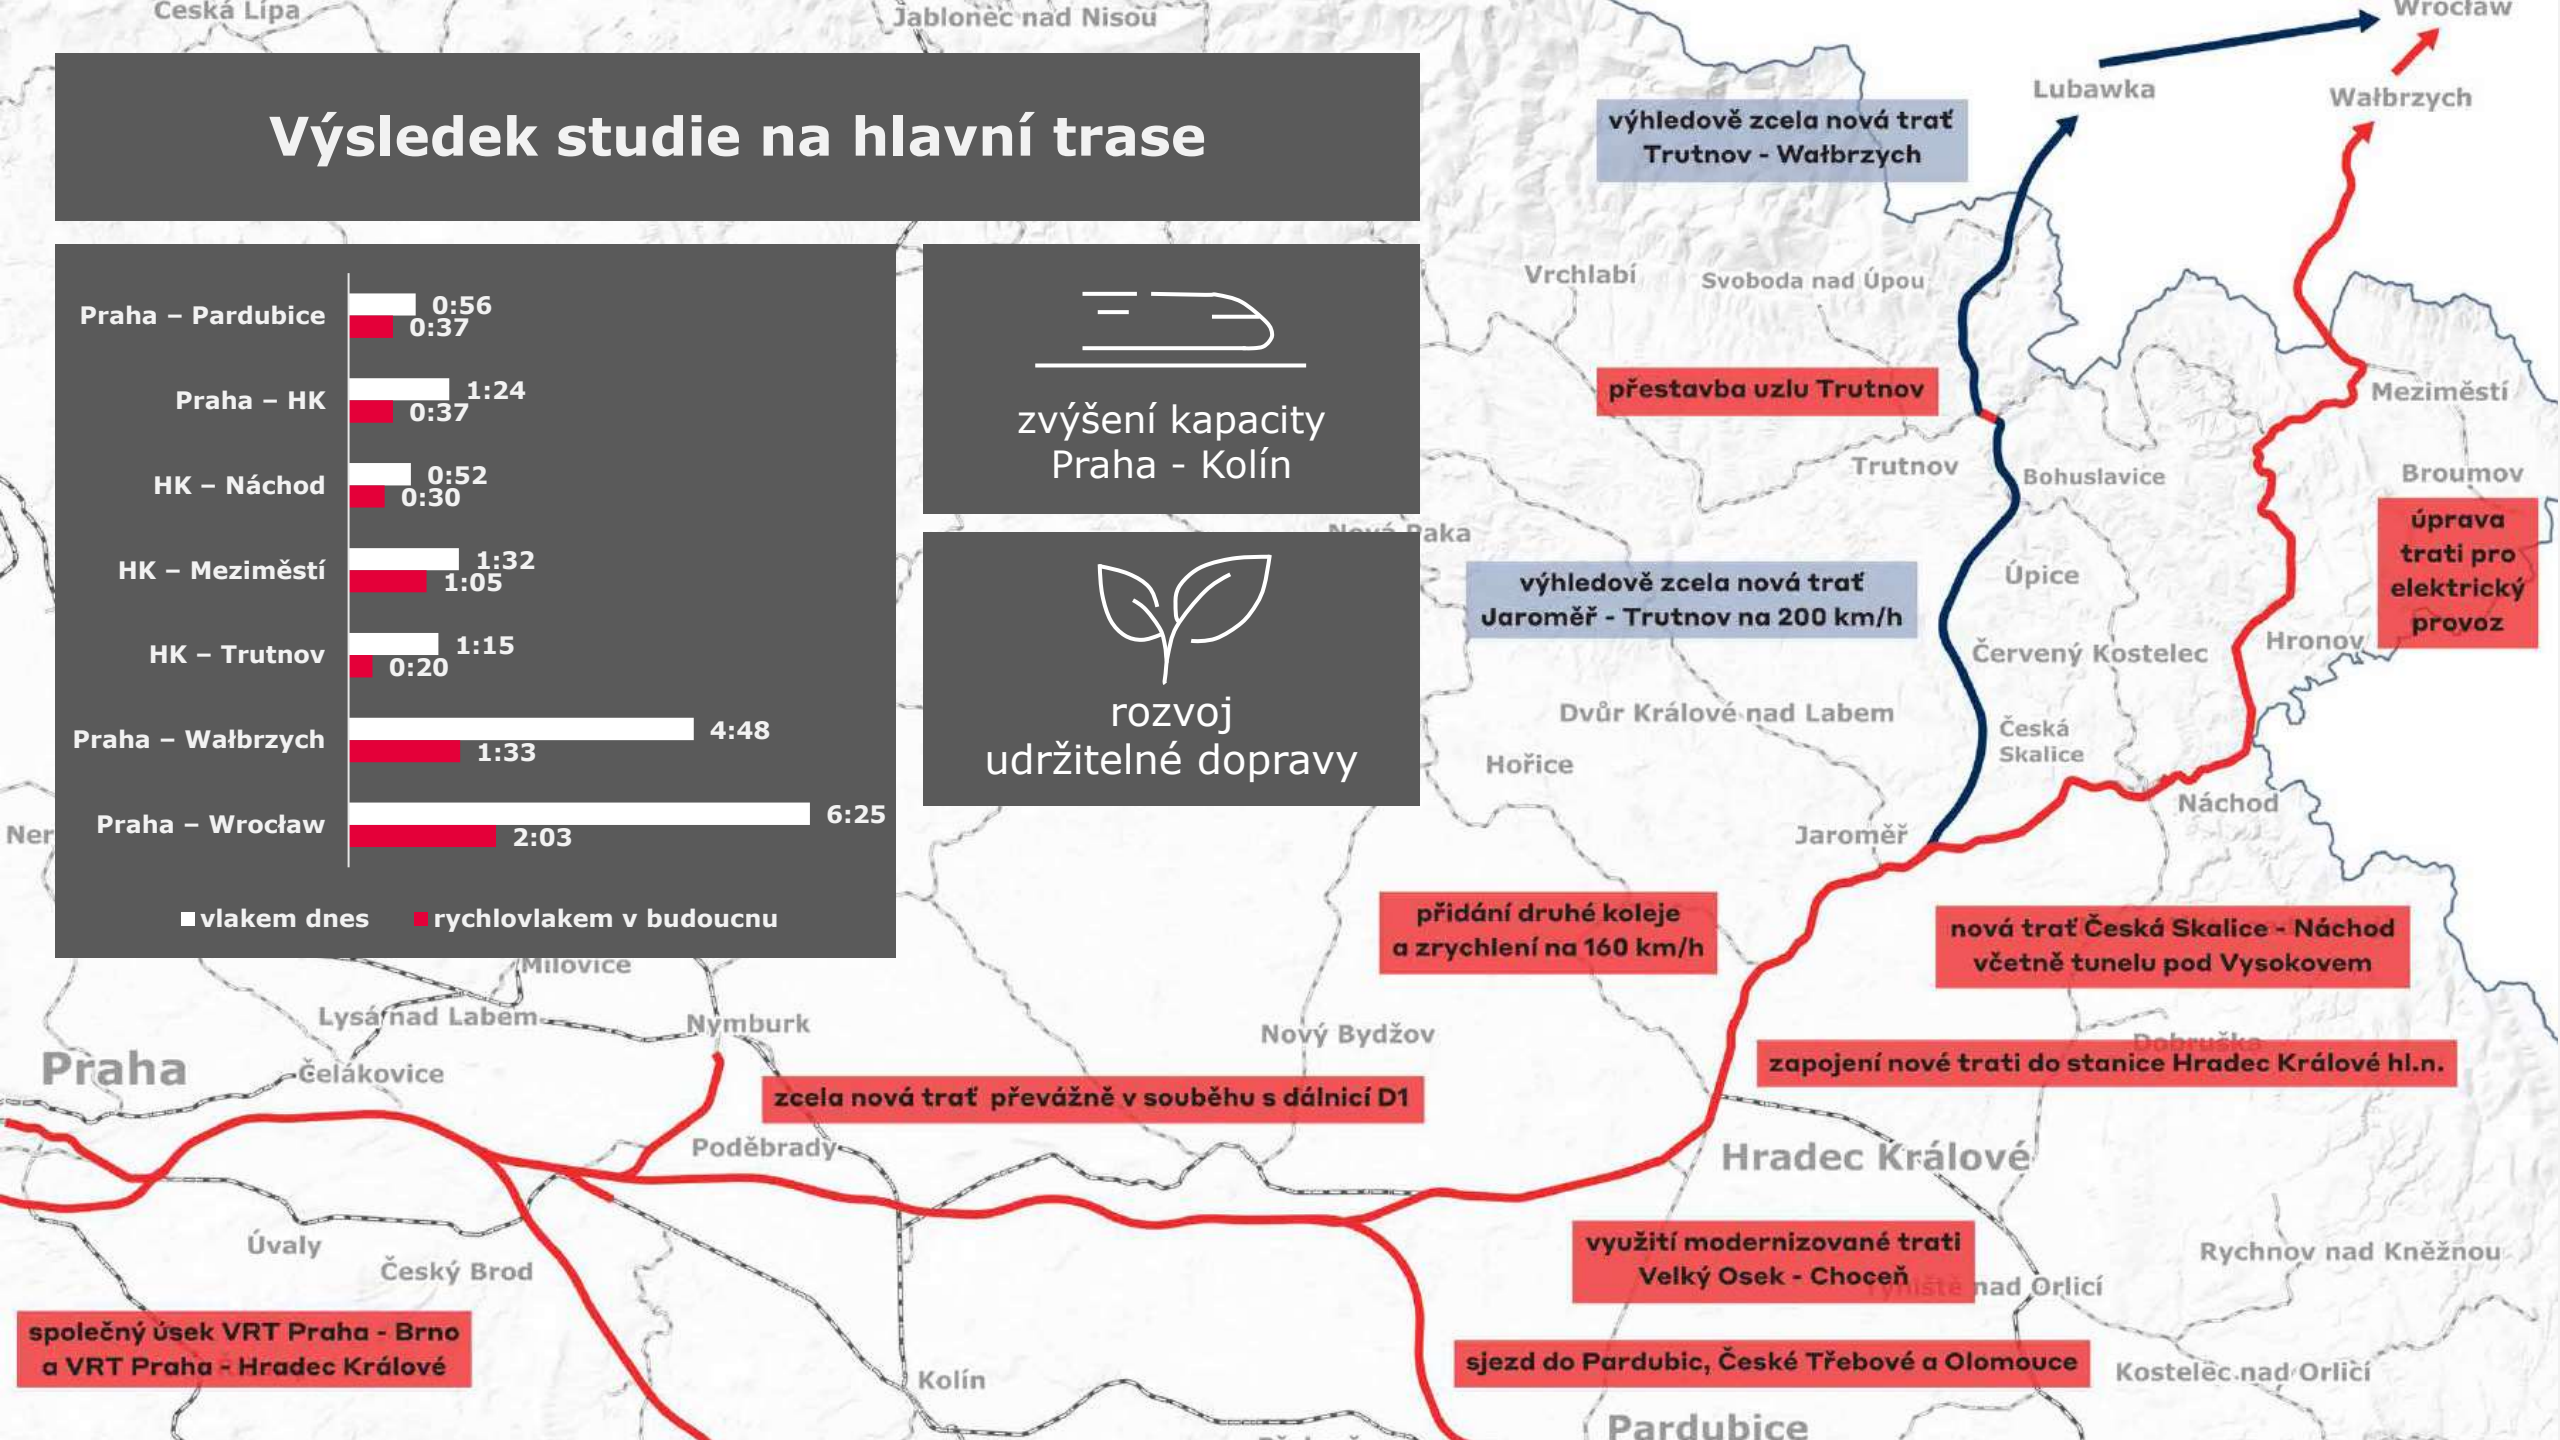 Česká Lípa
Jablonec nad Nisou
Wrocław
Výsledek studie na hlavní trase
Lubawka
Wałbrzych
výhledově zcela nová trať
Trutnov - Wałbrzych
Praha – Pardubice
0:56
0:37
Praha – HK
1:24
0:37
HK – Náchod
0:52
0:30
HK – Meziměstí
1:32
1:05
HK – Trutnov
1:15
0:20
Praha – Wałbrzych
4:48
1:33
Praha – Wrocław
6:25
2:03
vlakem dnes
rychlovlakem v budoucnu
zvýšení kapacity
Praha - Kolín
rozvoj
udržitelné dopravy
Vrchlabí
Svoboda nad Úpou
přestavba uzlu Trutnov
Meziměstí
Trutnov
Bohuslavice
Broumov
úprava
trati pro
elektrický
provoz
Nová Paka
výhledově zcela nová trať
Jaroměř - Trutnov na 200 km/h
Úpice
Červený Kostelec
Hronov
Dvůr Králové nad Labem
Česká
Skalice
Hořice
Náchod
Jaroměř
Ner
přidání druhé koleje
a zrychlení na 160 km/h
nová trať Česká Skalice - Náchod
včetně tunelu pod Vysokovem
Milovice
Lysá nad Labem
Nymburk
Nový Bydžov
Dobruška
Praha
Čelákovice
zapojení nové trati do stanice Hradec Králové hl.n.
zcela nová trať převážně v souběhu s dálnicí D1
Poděbrady
Hradec Králové
Úvaly
Český Brod
využití modernizované trati
Velký Osek - Choceň
nad Orlicí
Rychnov nad Kněžnou
společný úsek VRT Praha - Brno
a VRT Praha - Hradec Králové
sjezd do Pardubic, České Třebové a Olomouce
Kolín
Kostelec nad Orlicí
Pardubice